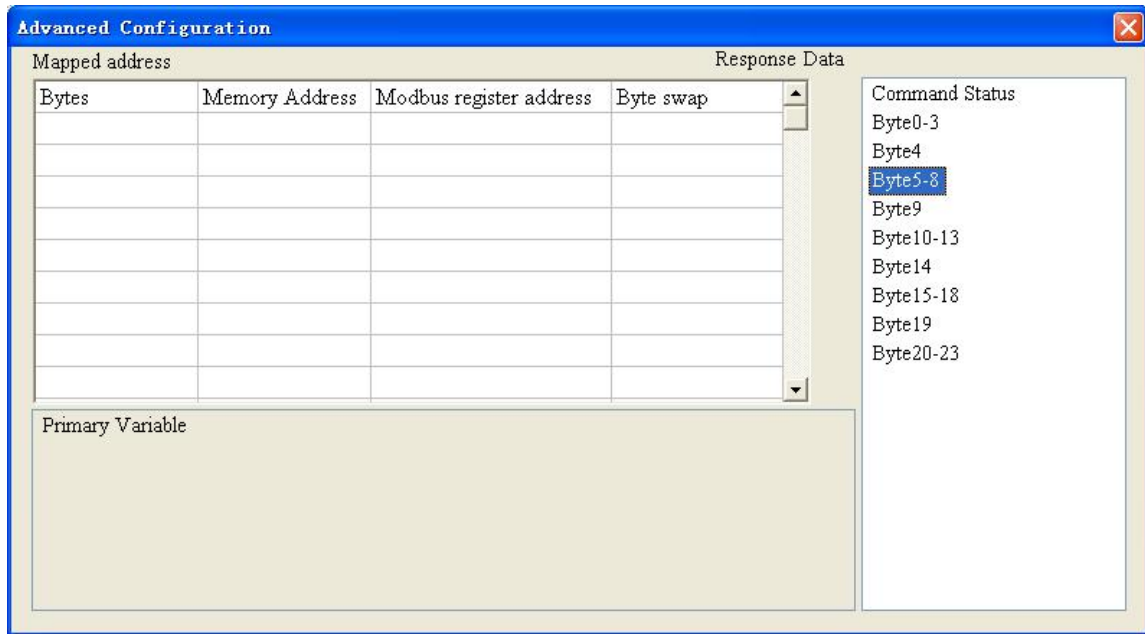 Advanced Configuration
Mapped address
Response Data
Bytes Memory Address Modbus register address Byte swap
Command Status
Byte0-3
Byte4
Byte5-8
Byte9
Byte10-13
Byte14
Byte15-18
Byte19
Byte20-23
Primary Variable